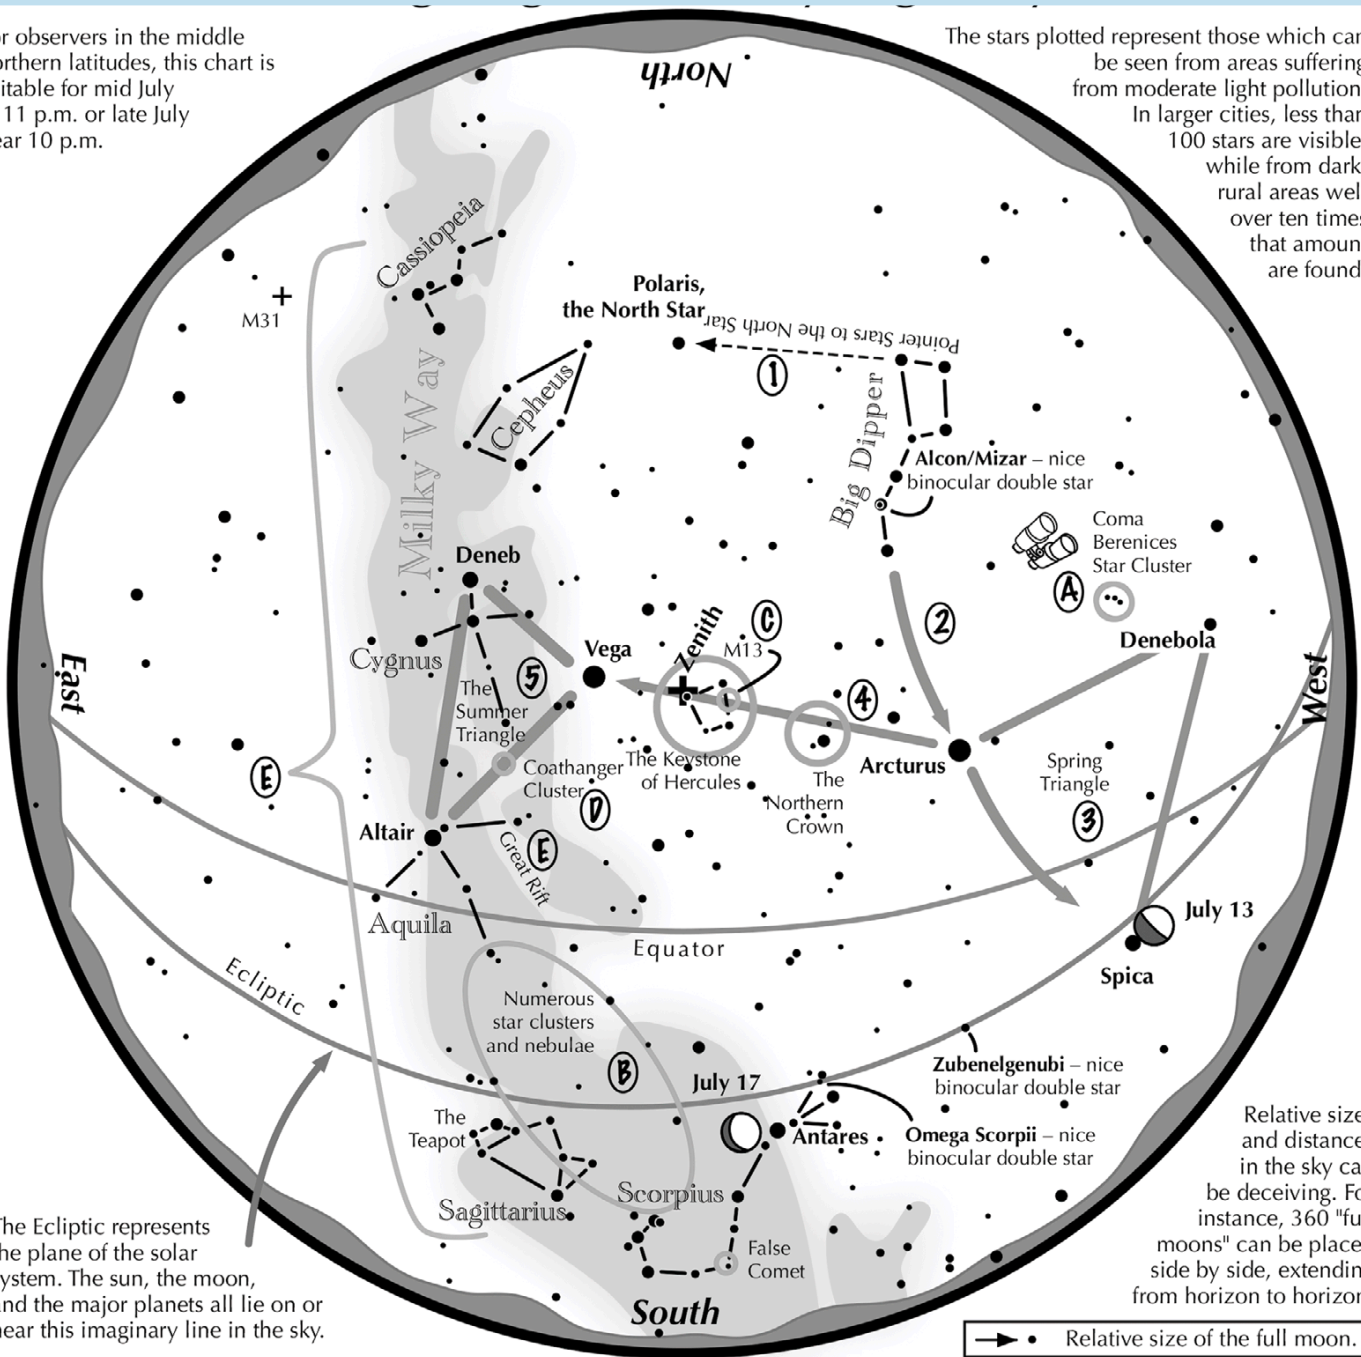 r observers in the middle
orthern latitudes, this chart is
itable for mid July
11 p.m. or late July
ear 10 p.m.
The stars plotted represent those which can
be seen from areas suffering
from moderate light pollution
In larger cities, less than
100 stars are visible
while from dark
rural areas wel
over ten times
that amoun
are found
North
Cassiopeia
M31
Polaris,
the North Star
Pointer Stars to the North Star
1
Cepheus
Milky Way
Big Dipper
Alcon/Mizar – nice
binocular double star
Coma
Berenices
Star Cluster
A
Deneb
2
Denebola
Zenith
C
M13
Vega
Cygnus
5
East
West
The
Summer
Triangle
4
Arcturus
Coathanger
Cluster
D
The Keystone
of Hercules
The
Northern
Crown
Spring
Triangle
3
E
Altair
E
Great Rift
Aquila
Equator
July 13
Spica
Ecliptic
Numerous
star clusters
and nebulae
B
July 17
Zubenelgenubi – nice
binocular double star
The
Teapot
Antares
Omega Scorpii – nice
binocular double star
Sagittarius
Scorpius
False
Comet
South
The Ecliptic represents
the plane of the solar
ystem. The sun, the moon,
and the major planets all lie on or
near this imaginary line in the sky.
Relative size
and distance
in the sky ca
be deceiving. Fo
instance, 360 "fu
moons" can be place
side by side, extendin
from horizon to horizon
Relative size of the full moon.